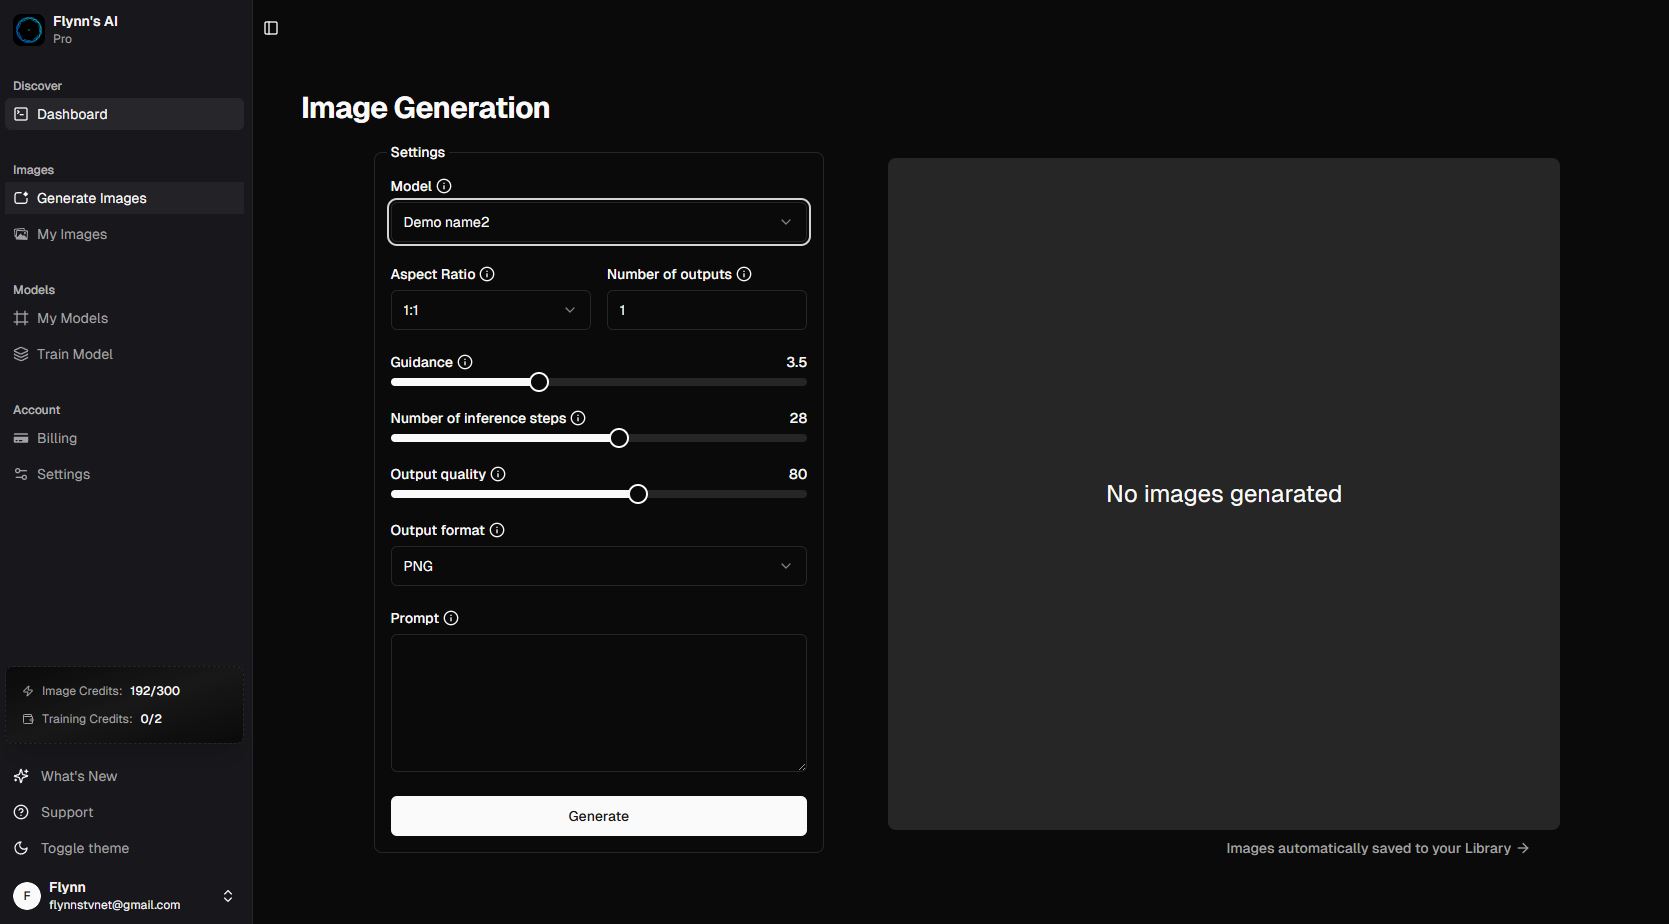 Flynn's AI
Pro
Discover
Dashboard
Images
Generate Images
My Images
Models
My Models
Train Model
Account
Billing
Settings
Image Credits: 192/300
Training Credits: 0/2
What's New
Support
Toggle theme
F
Flynn
flynnstvnet@gmail.com
Image Generation
Settings
Model
Demo name2
Aspect Ratio
Number of outputs
1:1
1
Guidance
3.5
Number of inference steps
28
Output quality
80
Output format
PNG
Prompt
Generate
No images genarated
Images automatically saved to your Library